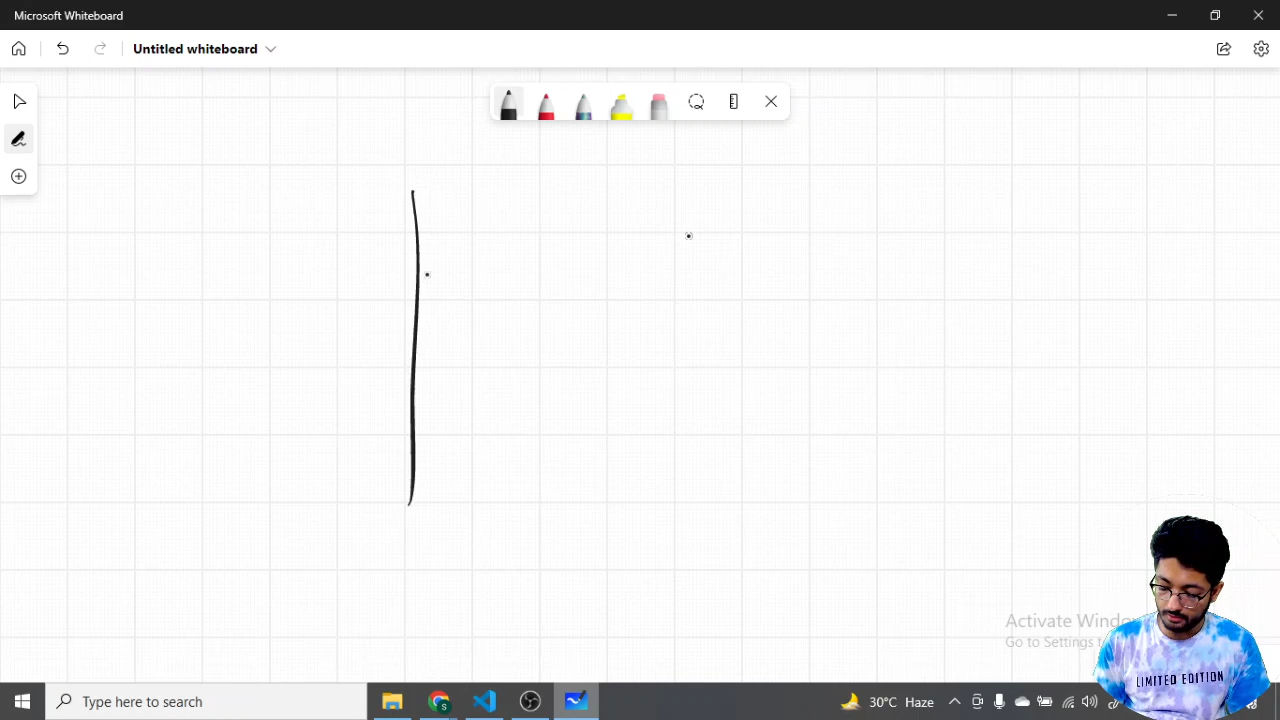 Microsoft Whiteboard
Untitled whiteboard
Activate Windo
Go to Settings t
LIMITED EDITION
Type here to search
30°C Haze